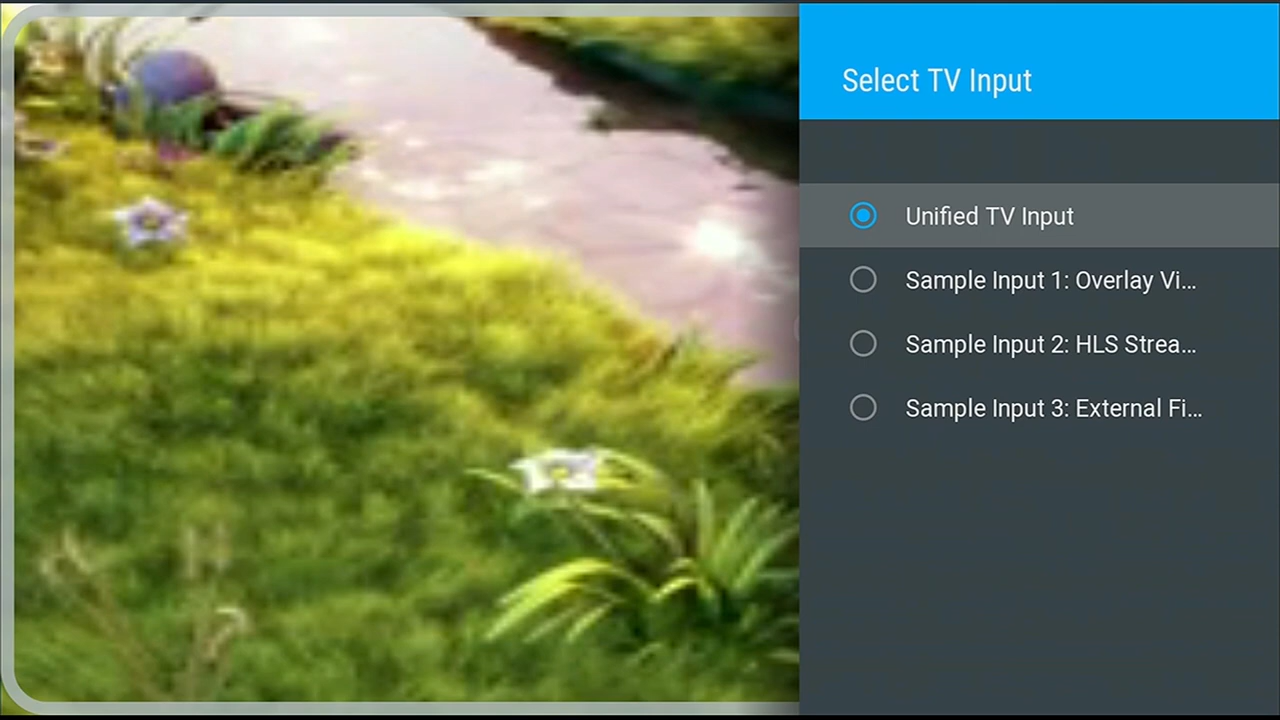 Select TV Input
Unified TV Input
Sample Input 1: Overlay Vi...
Sample Input 2: HLS Strea...
Sample Input 3: External Fi...